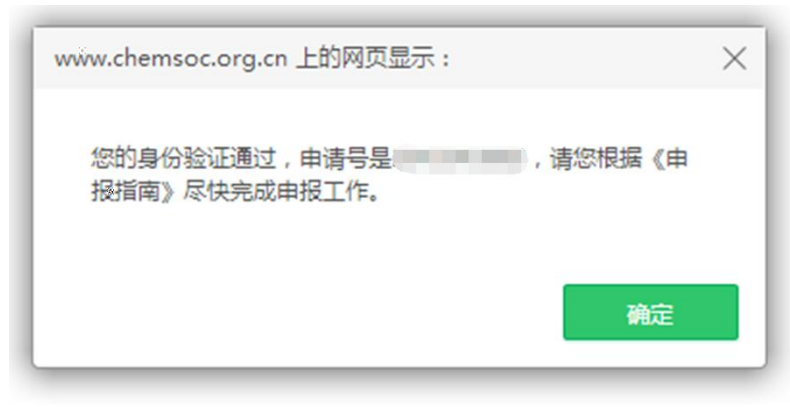 www.chemsoc.org.cn 上的网页显示：
您的身份验证通过，申请号是，请您根据《申
报指南》尽快完成申报工作。
确定